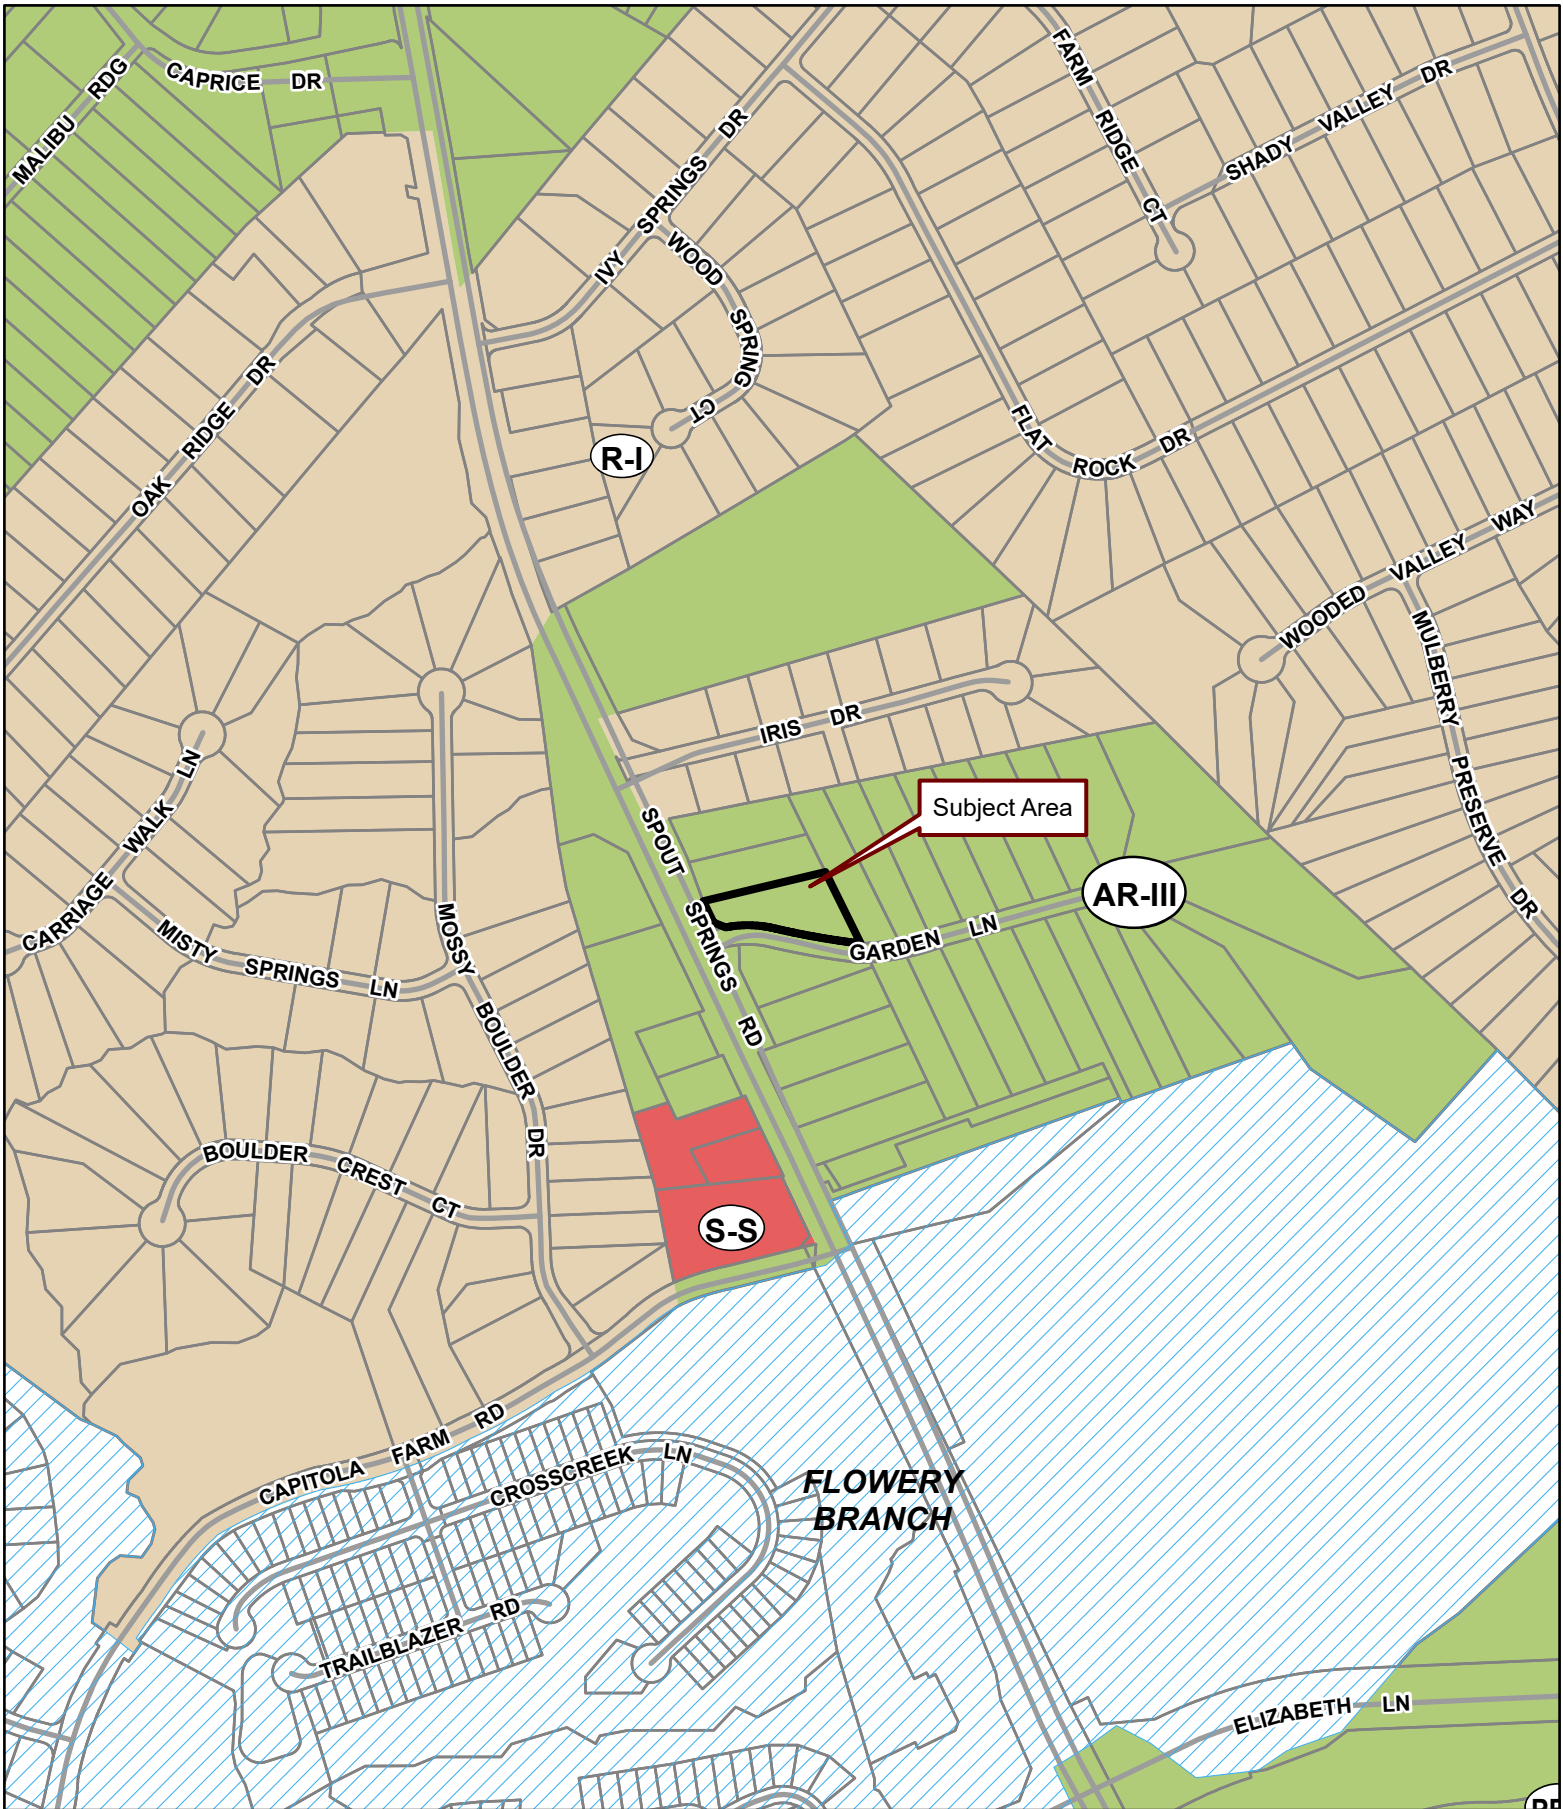 CAPRICE DR
MALIBU RDG
FARM RIDGE CT
SHADY VALLEY DR
IVY SPRINGS DR
WOOD SPRING CT
OAK RIDGE DR
R-I
FLAT ROCK DR
WOODED VALLEY WAY
MULBERRY PRESERVE DR
IRIS DR
Subject Area
SPOUT SPRINGS RD
AR-III
GARDEN LN
CARRIAGE WALK LN
MISTY SPRINGS LN
MOSSY BOULDER DR
BOULDER CREST CT
S-S
CAPITOLA FARM RD
CROSSCREEK LN
FLOWERY
BRANCH
TRAILBLAZER RD
ELIZABETH LN